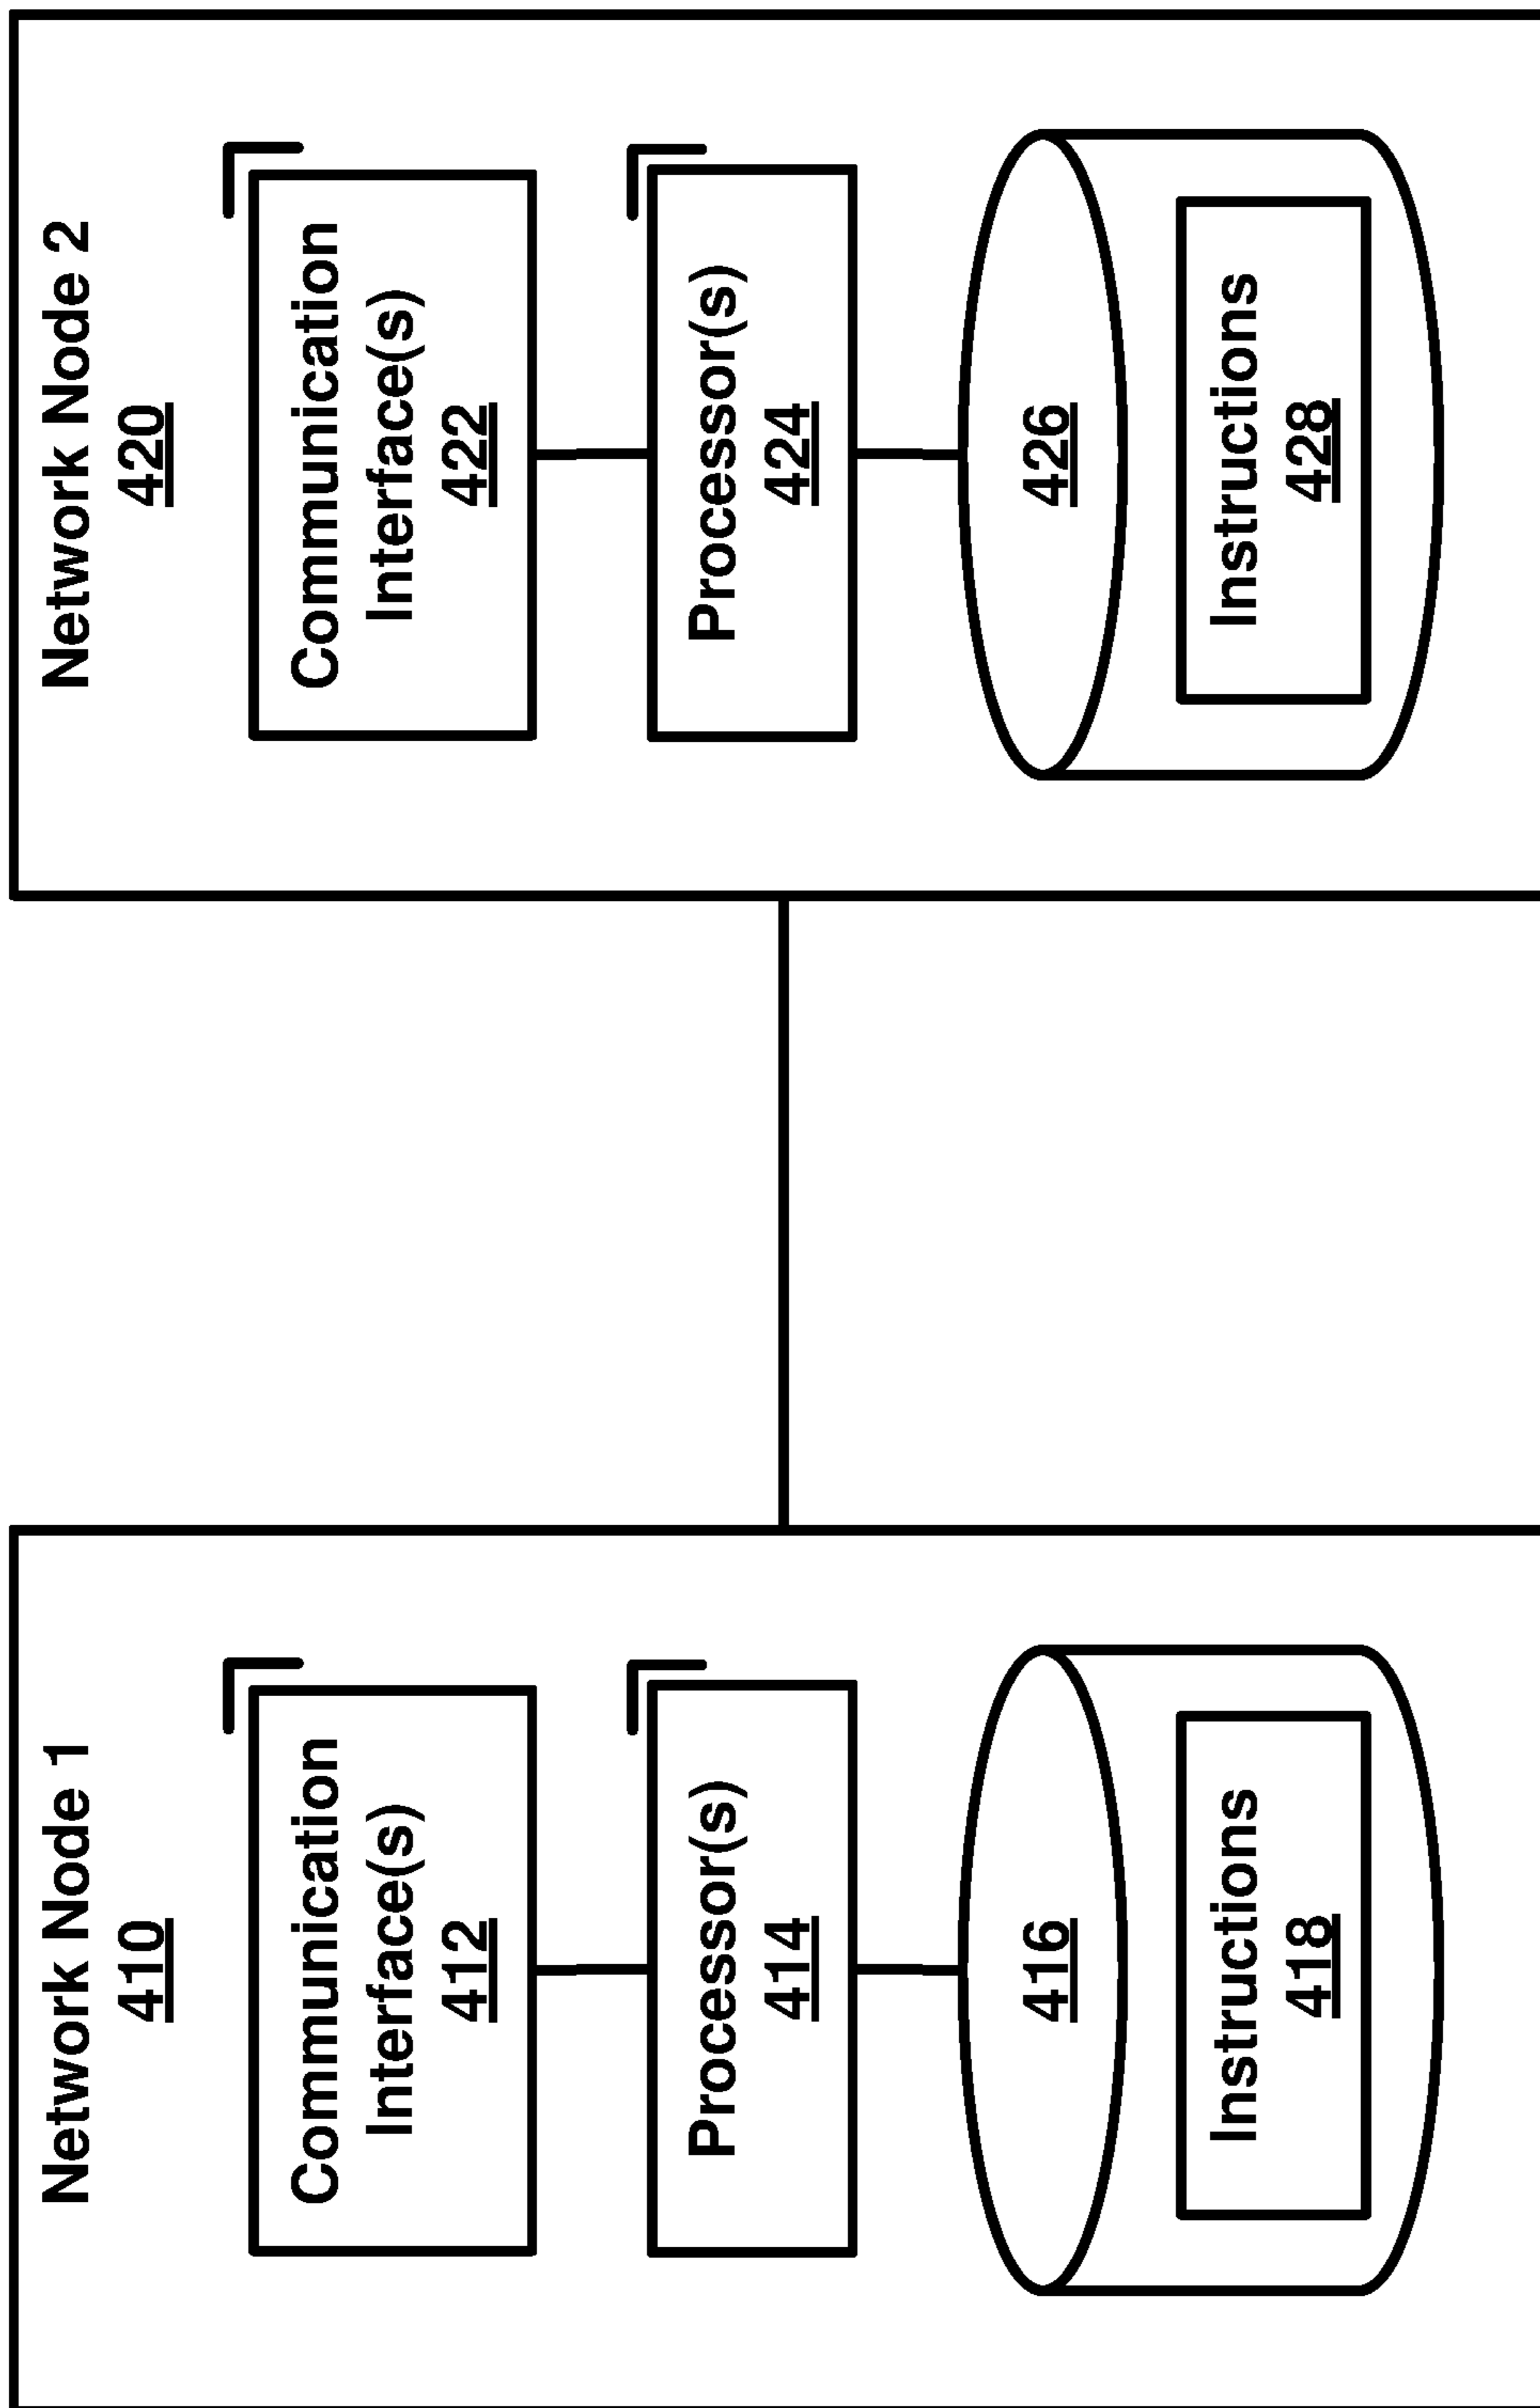 Network Node 1
410
Communication
Interface(s)
412
Processor(s)
414
416
Instructions
418
Network Node 2
420
Communication
Interface(s)
422
Processor(s)
424
426
Instructions
428